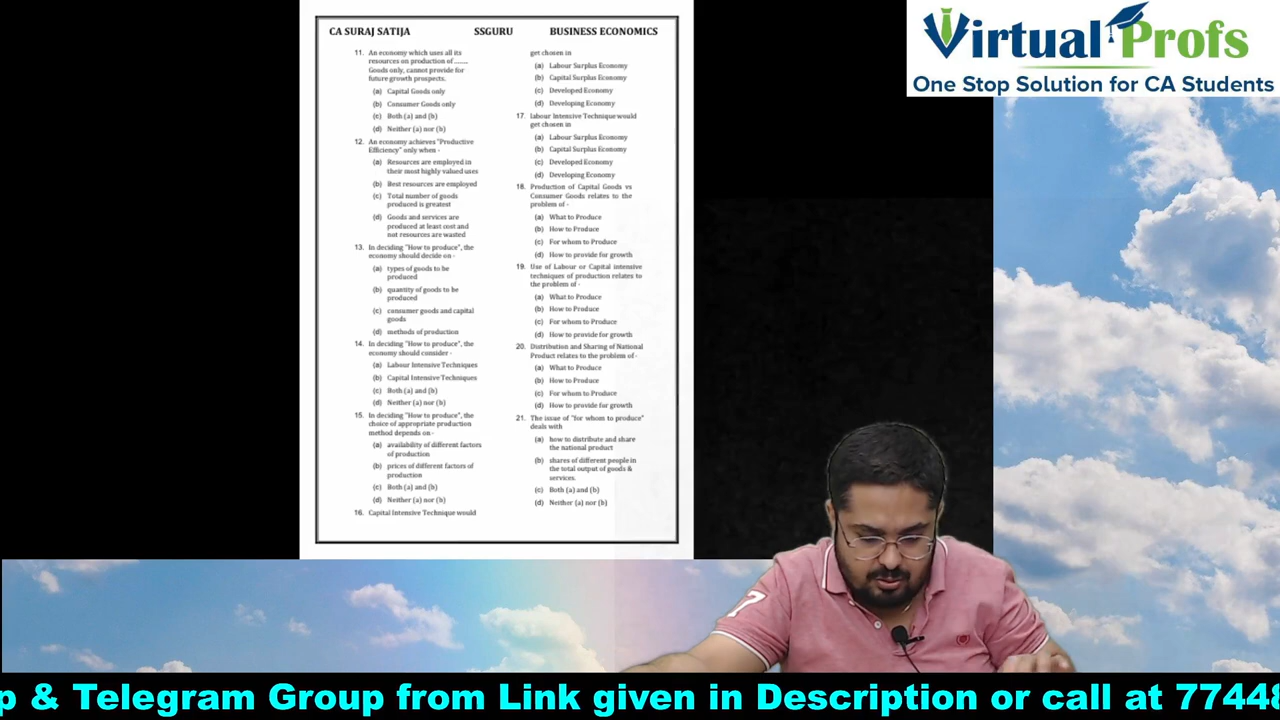 CA SURAJ SATIJA SSGURU BUSINESS ECONOMICS
11. An economy which uses all its
resources on production of .......
Goods only, cannot provide for
future growth prospects.
(a) Capital Goods only
(b) Consumer Goods only
(c) Both (a) and (b)
(d) Neither (a) nor (b)
12. An economy achieves "Productive
Efficiency" only when -
(a) Resources are employed in
their most highly valued uses
(b) Best resources are employed
(c) Total number of goods
produced is greatest
(d) Goods and services are
produced at least cost and
not resources are wasted
13. In deciding "How to produce", the
economy should decide on -
(a) types of goods to be
produced
(b) quantity of goods to be
produced
(c) consumer goods and capital
goods
(d) methods of production
14. In deciding "How to produce", the
economy should consider -
(a) Labour Intensive Techniques
(b) Capital Intensive Techniques
(c) Both (a) and (b)
(d) Neither (a) nor (b)
15. In deciding "How to produce", the
choice of appropriate production
method depends on -
(a) availability of different factors
of production
(b) prices of different factors of
production
(c) Both (a) and (b)
(d) Neither (a) nor (b)
16. Capital Intensive Technique would
get chosen in
(a) Labour Surplus Economy
(b) Capital Surplus Economy
(c) Developed Economy
(d) Developing Economy
17. Labour Intensive Technique would
get chosen in
(a) Labour Surplus Economy
(b) Capital Surplus Economy
(c) Developed Economy
(d) Developing Economy
18. Production of Capital Goods vs
Consumer Goods relates to the
problem of -
(a) What to Produce
(b) How to Produce
(c) For whom to Produce
(d) How to provide for growth
19. Use of Labour or Capital intensive
techniques of production relates to
the problem of -
(a) What to Produce
(b) How to Produce
(c) For whom to Produce
(d) How to provide for growth
20. Distribution and Sharing of National
Product relates to the problem of -
(a) What to Produce
(b) How to Produce
(c) For whom to Produce
(d) How to provide for growth
21. The issue of "for whom to produce"
deals with
(a) how to distribute and share
the national product
(b) shares of different people in
the total output of goods &
services.
(c) Both (a) and (b)
(d) Neither (a) nor (b)
Virtual Profs
One Stop Solution for CA Students
7
p & Telegram Group from Link given in Description or call at 7744